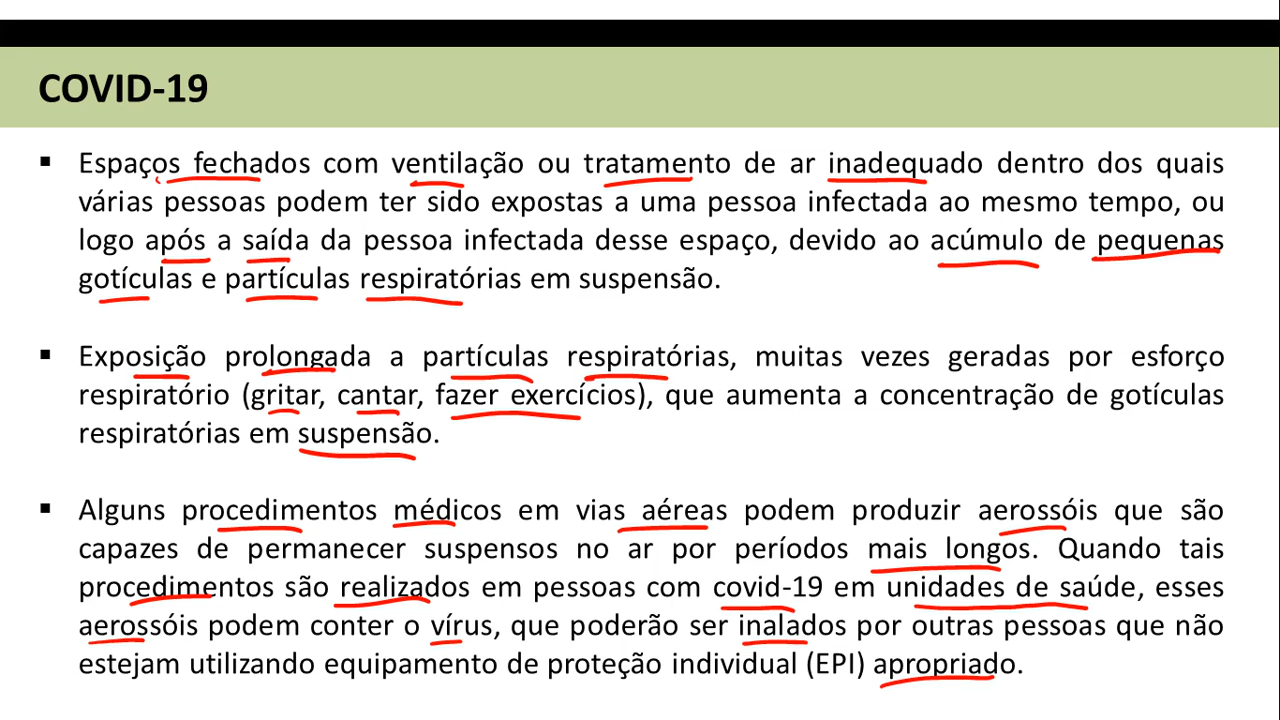 COVID-19
▪ Espaços fechados com ventilação ou tratamento de ar inadequado dentro dos quais
várias pessoas podem ter sido expostas a uma pessoa infectada ao mesmo tempo, ou
logo após a saída da pessoa infectada desse espaço, devido ao acúmulo de pequenas
gotículas e partículas respiratórias em suspensão.
▪ Exposição prolongada a partículas respiratórias, muitas vezes geradas por esforço
respiratório (gritar, cantar, fazer exercícios), que aumenta a concentração de gotículas
respiratórias em suspensão.
▪ Alguns procedimentos médicos em vias aéreas podem produzir aerossóis que são
capazes de permanecer suspensos no ar por períodos mais longos. Quando tais
procedimentos são realizados em pessoas com covid-19 em unidades de saúde, esses
aerossóis podem conter o vírus, que poderão ser inalados por outras pessoas que não
estejam utilizando equipamento de proteção individual (EPI) apropriado.